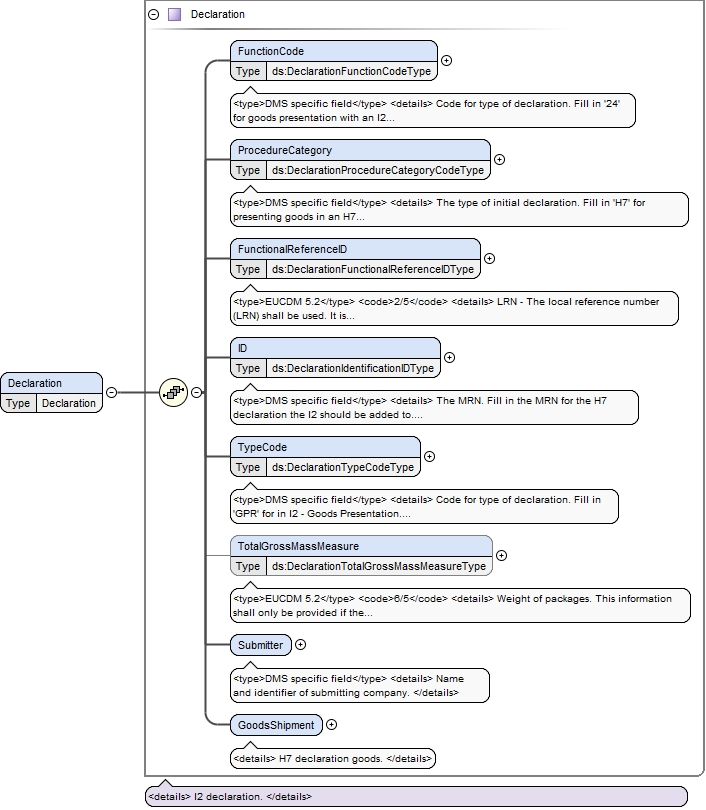 Declaration
FunctionCode
Type ds:DeclarationFunctionCodeType
<type>DMS specific field</type> <details> Code for type of declaration. Fill in '24'
for goods presentation with an I2...
ProcedureCategory
Type ds:DeclarationProcedureCategoryCodeType
<type>DMS specific field</type> <details> The type of initial declaration. Fill in 'H7' for
presenting goods in an H7...
FunctionalReferenceID
Type ds:DeclarationFunctionalReferenceIDType
<type>EUCDM 5.2</type> <code>2/5</code> <details> LRN - The local reference number
(LRN) shall be used. It is...
ID
Type ds:DeclarationIdentificationIDType
<type>DMS specific field</type> <details> The MRN. Fill in the MRN for the H7
declaration the I2 should be added to....
Declaration
Type Declaration
TypeCode
Type ds:DeclarationTypeCodeType
<type>DMS specific field</type> <details> Code for type of declaration. Fill in
'GPR' for in I2 - Goods Presentation....
TotalGrossMassMeasure
Type ds:DeclarationTotalGrossMassMeasureType
<type>EUCDM 5.2</type> <code>6/5</code> <details> Weight of packages. This information
shall only be provided if the...
Submitter
<type>DMS specific field</type> <details> Name
and identifier of submitting company. </details>
GoodsShipment
<details> H7 declaration goods. </details>
<details> I2 declaration. </details>